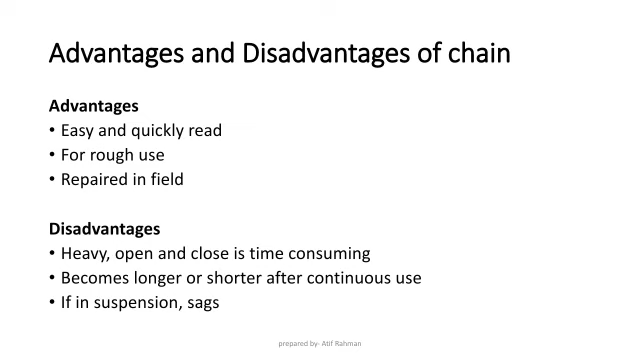 Advantages and Disadvantages of chain
Advantages
• Easy and quickly read
• For rough use
• Repaired in field
Disadvantages
• Heavy, open and close is time consuming
• Becomes longer or shorter after continuous use
• If in suspension, sags
prepared by- Atif Rahman